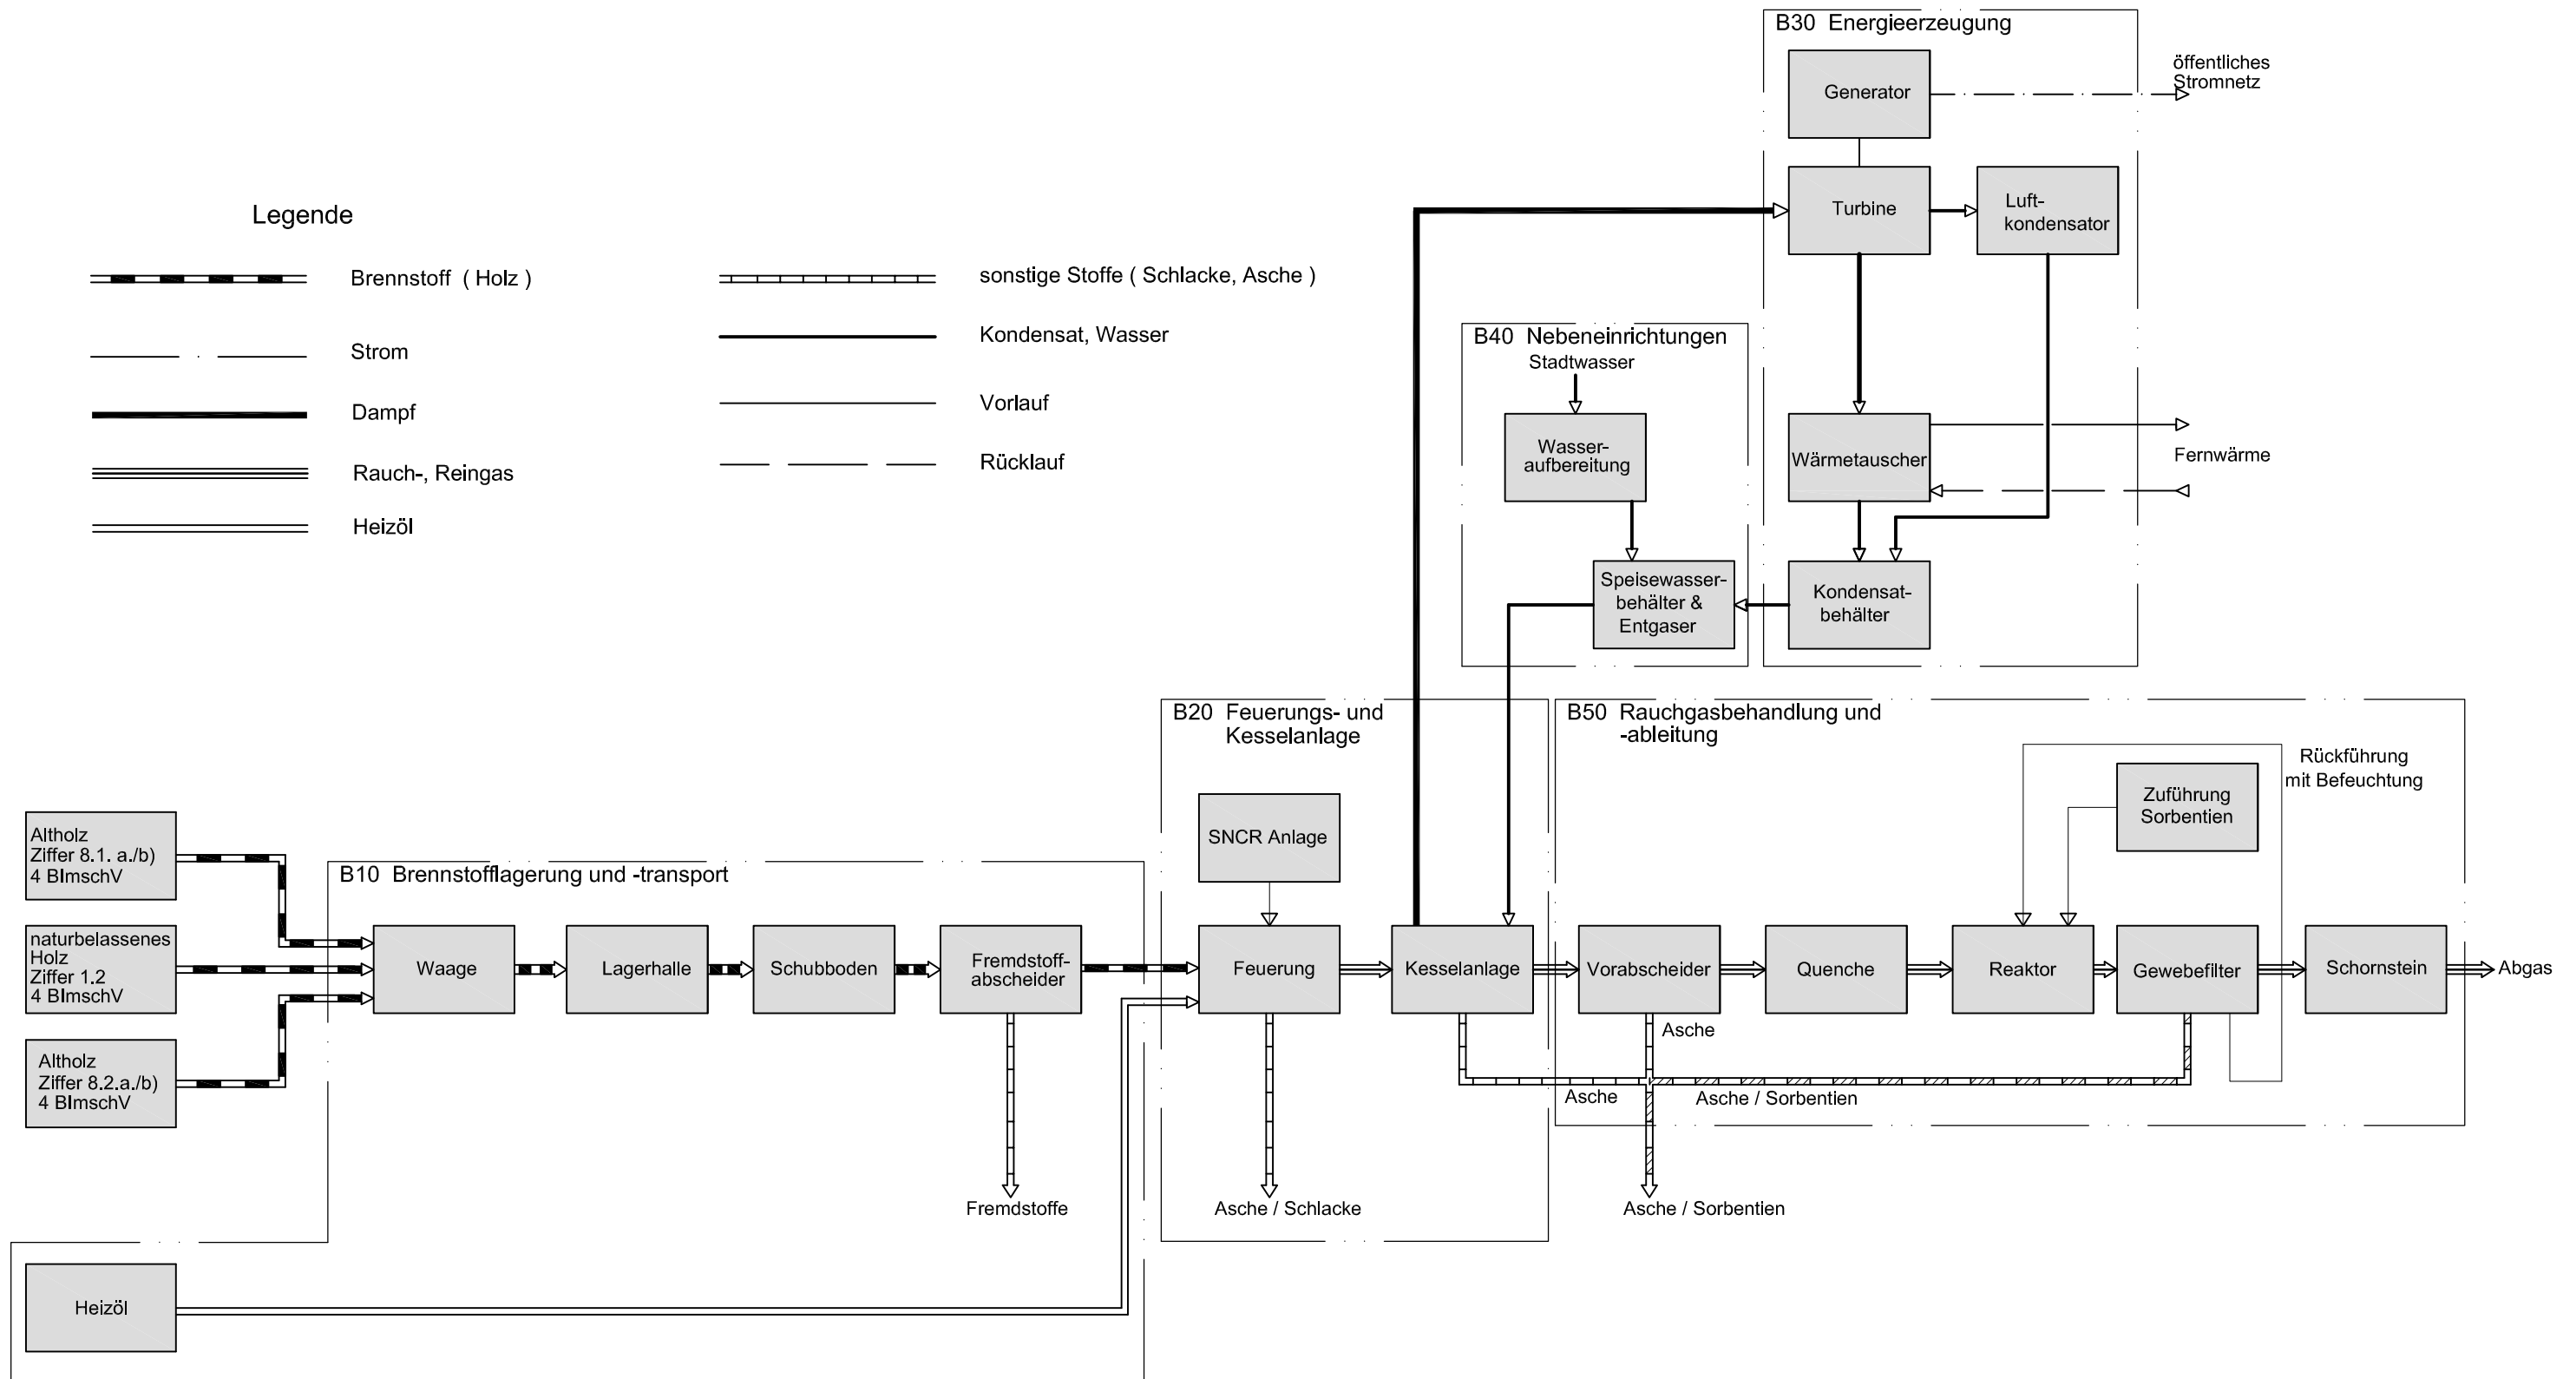 B30 Energieerzeugung
öffentliches
Stromnetz
Generator
Turbine
Luft-
kondensator
Legende
Brennstoff ( Holz )
Strom
Dampf
Rauch-, Reingas
Heizöl
sonstige Stoffe ( Schlacke, Asche )
Kondensat, Wasser
Vorlauf
Rücklauf
B40 Nebeneinrichtungen
Stadtwasser
Wasser-
aufbereitung
Speisewasser-
behälter &
Entgaser
Wärmetauscher
Fernwärme
Kondensat-
behälter
B20 Feuerungs- und
Kesselanlage
B50 Rauchgasbehandlung und
-ableitung
Rückführung
mit Befeuchtung
Zuführung
Sorbentien
SNCR Anlage
Altholz
Ziffer 8.1. a./b)
4 BImschV
B10 Brennstofflagerung und -transport
naturbelassenes
Holz
Ziffer 1.2
4 BImschV
Waage
Lagerhalle
Schubboden
Fremdstoff-
abscheider
Feuerung
Kesselanlage
Vorabscheider
Quenche
Reaktor
Gewebefilter
Schornstein
Abgas
Altholz
Ziffer 8.2.a./b)
4 BImschV
Asche
Asche
Asche / Sorbentien
Fremdstoffe
Asche / Schlacke
Asche / Sorbentien
Heizöl